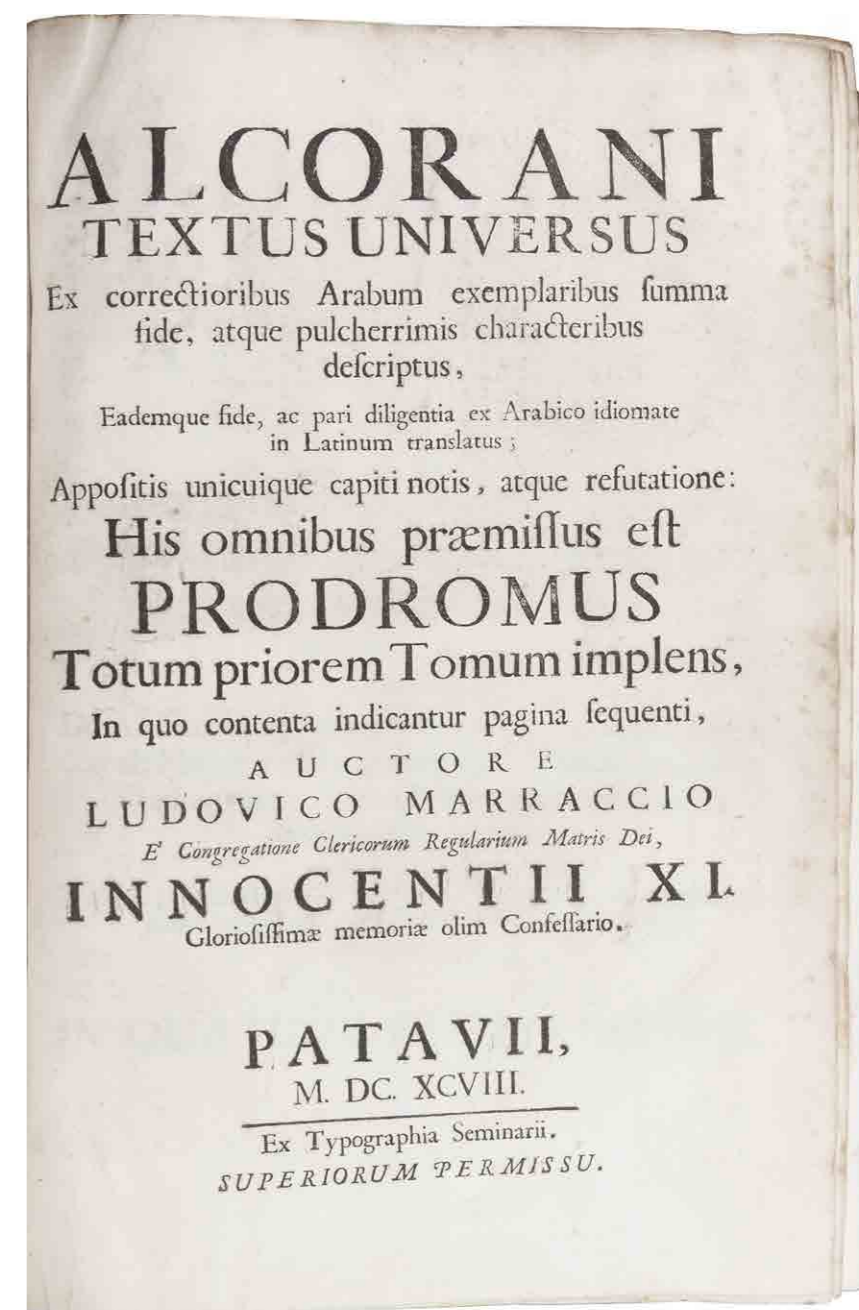 ALCORANI
TEXTUS UNIVERSUS
Ex correctioribus Arabum exemplaribus ſumma
fide, atque pulcherrimis characteribus
deſcriptus,
Eademque fide, ac pari diligentia ex Arabico idiomate
in Latinum translatus ;
Appoſitis unicuique capiti notis, atque refutatione:
His omnibus præmiſſus eſt
PRODROMUS
Totum priorem Tomum implens,
In quo contenta indicantur pagina ſequenti,
AUCTORE
LUDOVICO MARRACCIO
E' Congregatione Clericorum Regularium Matris Dei,
INNOCENTII XI.
Glorioſiſſimæ memoriæ olim Confeſſario.
PATAVII,
M. DC. XCVIII.
Ex Typographia Seminarii.
SUPERIORUM PERMISSU.